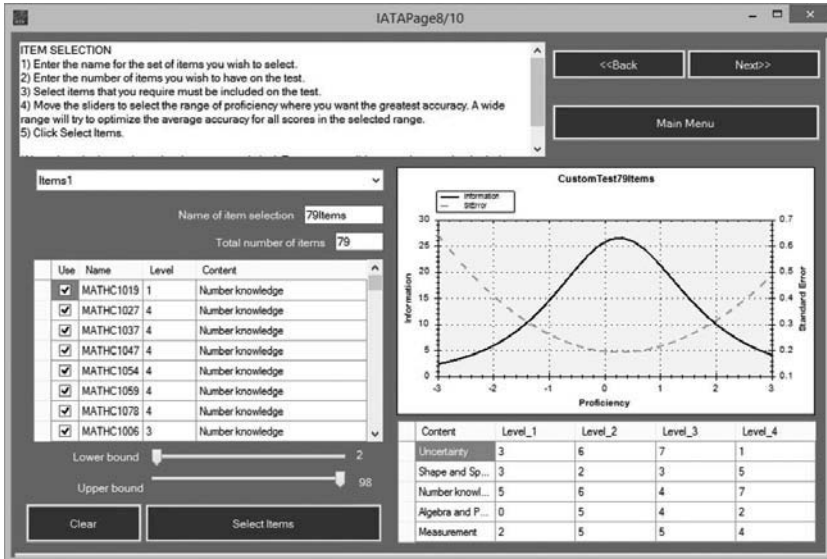 IATAPage8/10
ITEM SELECTION
1) Enter the name for the set of items you wish to select.
2) Enter the number of items you wish to have on the test.
3) Select items that you require must be included on the test.
4) Move the sliders to select the range of proficiency where you want the greatest accuracy. A wide
range will try to optimize the average accuracy for all scores in the selected range.
5) Click Select Items.
<<Back
Next>>
Main Menu
Items1
Name of item selection 79Items
Total number of items 79
Use Name Level Content
MATHC1019 1 Number knowledge
MATHC1027 4 Number knowledge
MATHC1037 4 Number knowledge
MATHC1047 4 Number knowledge
MATHC1054 4 Number knowledge
MATHC1059 4 Number knowledge
MATHC1078 4 Number knowledge
MATHC1006 3 Number knowledge
Lower bound 2
Upper bound 98
Clear
Select Items
CustomTest79Items
Information
StdError
30
25
20
15
10
5
0
Information
0.7
0.6
0.5
0.4
0.3
0.2
0.1
Standard Error
-3 -2 -1 0 1 2 3
Proficiency
Content Level_1 Level_2 Level_3 Level_4
Uncertainty 3 6 7 1
Shape and Sp... 3 2 3 5
Number knowl... 5 6 4 7
Algebra and P... 0 5 4 2
Measurement 2 5 5 4